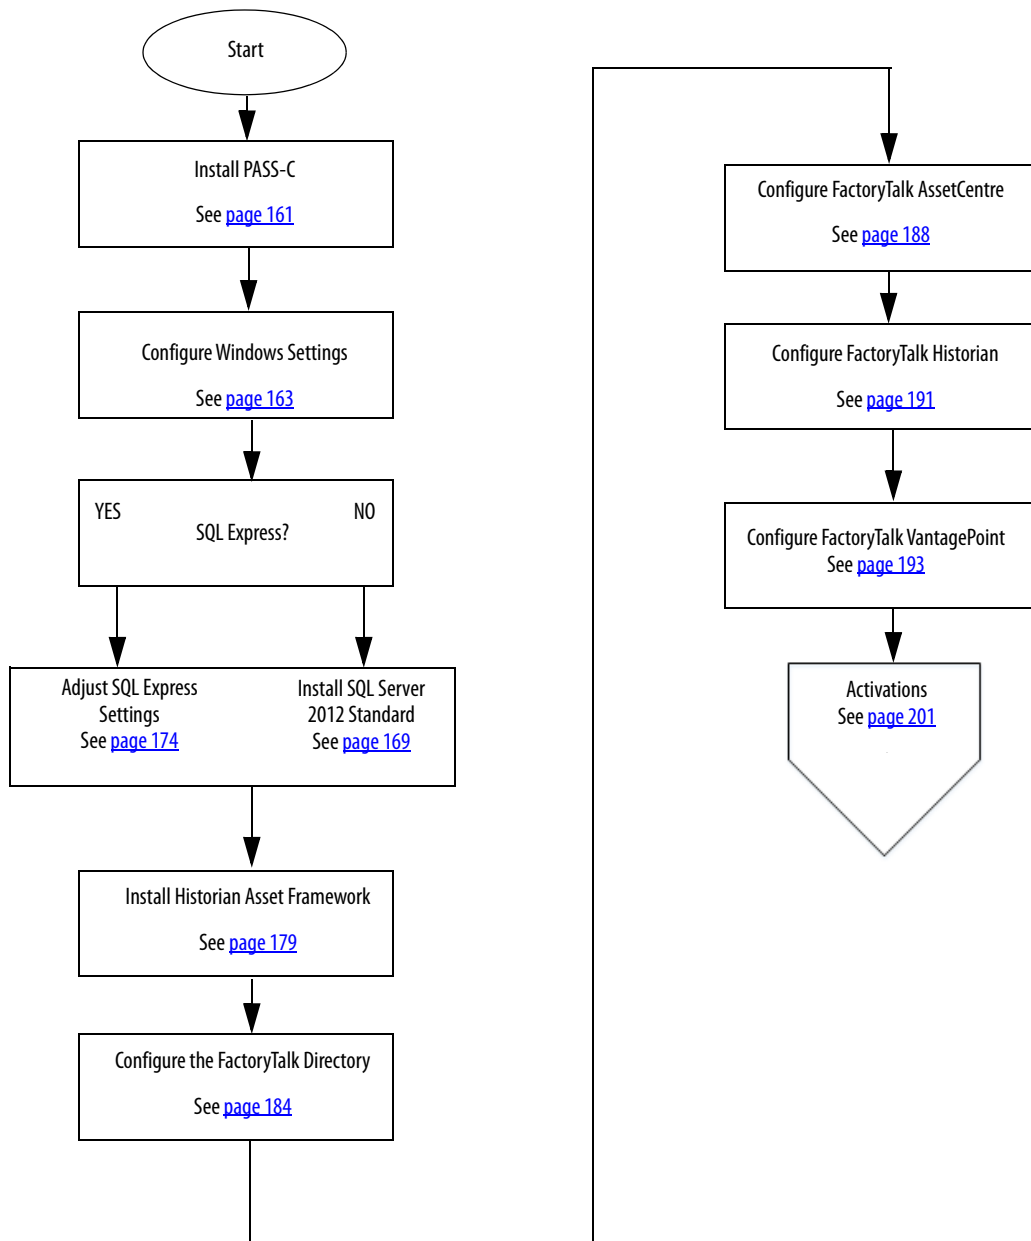 Start
Install PASS-C
See page 161
Configure Windows Settings
See page 163
YES
NO
SQL Express?
Adjust SQL Express
Settings
See page 174
Install SQL Server
2012 Standard
See page 169
Install Historian Asset Framework
See page 179
Configure the FactoryTalk Directory
See page 184
Configure FactoryTalk AssetCentre
See page 188
Configure FactoryTalk Historian
See page 191
Configure FactoryTalk VantagePoint
See page 193
Activations
See page 201